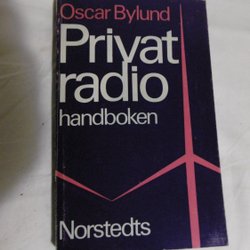 Oscar Bylund
Privat
radio
handboken
Norstedts